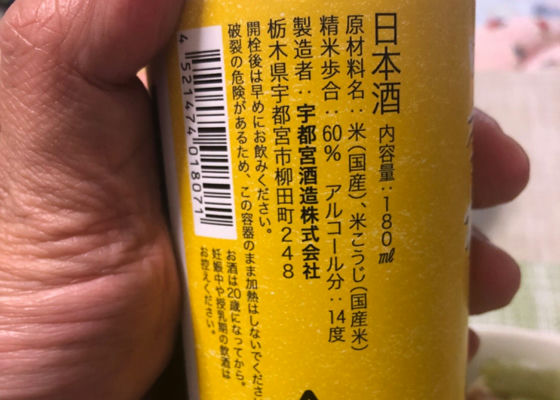 日本酒 内容量：180㎖
原材料名：米（国産）、米こうじ（国産米）
精米歩合：60% アルコール分：14度
製造者：宇都宮酒造株式会社
栃木県宇都宮市柳田町248
開栓後は早めにお飲みください。
破裂の危険があるため、この容器のまま加熱はしないでください
お酒は20歳になってから。
妊娠中や授乳期の飲酒は
お控えください。
4 521474 018071